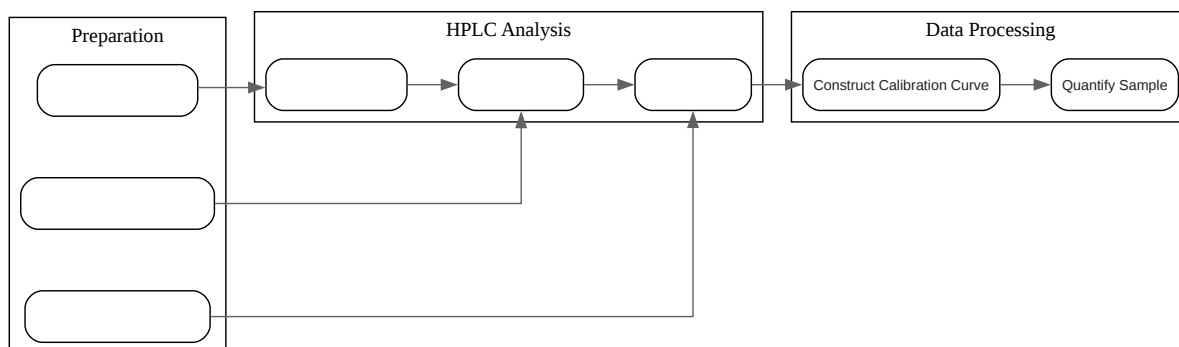 Preparation
HPLC Analysis
Data Processing
Construct Calibration Curve
Quantify Sample